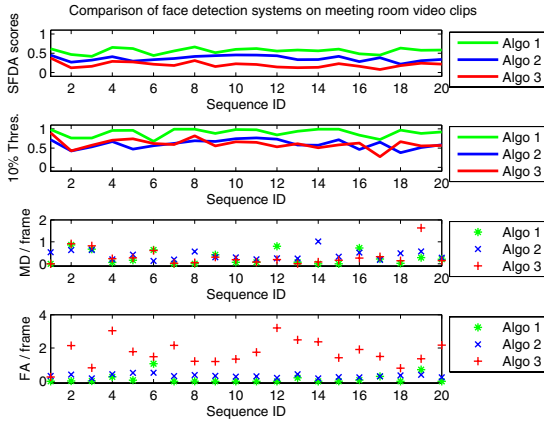 Comparison of face detection systems on meeting room video clips
SFDA scores
1
0.5
0
2 4 6 8 10 12 14 16 18 20
Sequence ID
Algo 1
Algo 2
Algo 3
10% Thres.
1
0.5
0
2 4 6 8 10 12 14 16 18 20
Sequence ID
Algo 1
Algo 2
Algo 3
MD / frame
2
1
0
2 4 6 8 10 12 14 16 18 20
Sequence ID
Algo 1
Algo 2
Algo 3
FA / frame
4
2
0
2 4 6 8 10 12 14 16 18 20
Sequence ID
Algo 1
Algo 2
Algo 3